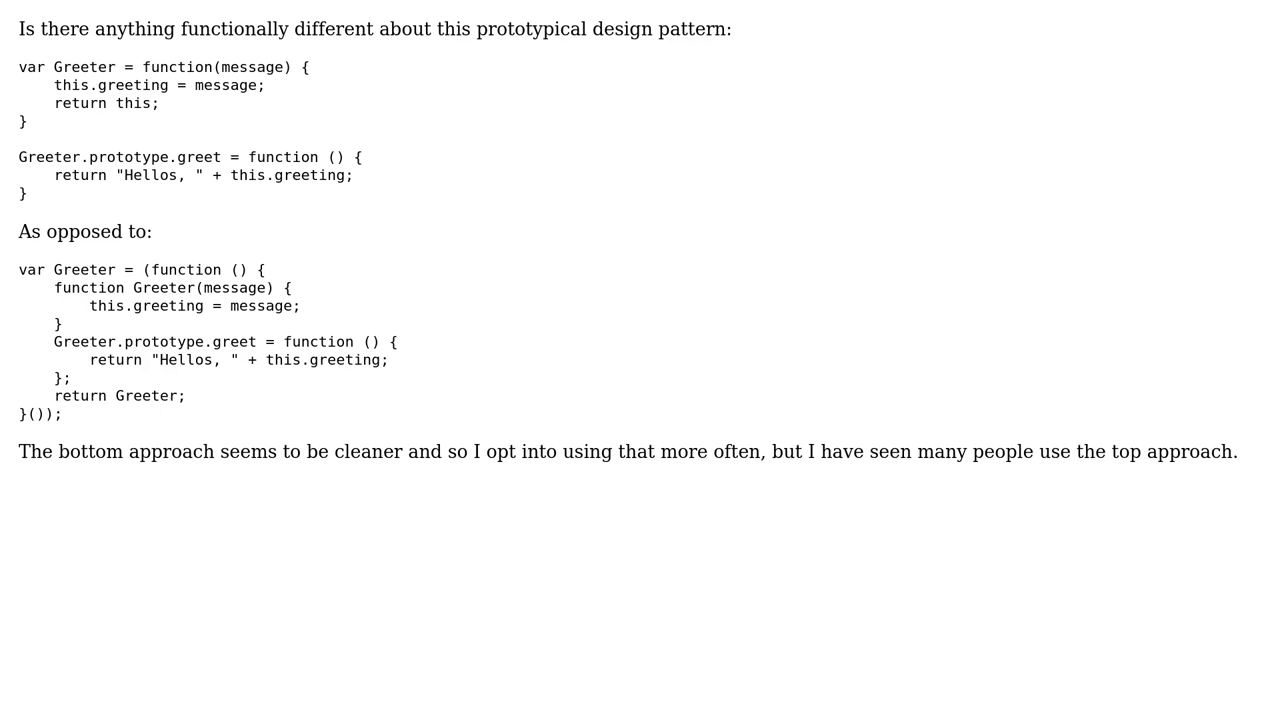 Is there anything functionally different about this prototypical design pattern:
var Greeter = function(message) {
    this.greeting = message;
    return this;
}
Greeter.prototype.greet = function () {
    return "Hellos, " + this.greeting;
}
As opposed to:
var Greeter = (function () {
    function Greeter(message) {
        this.greeting = message;
    }
    Greeter.prototype.greet = function () {
        return "Hellos, " + this.greeting;
    };
    return Greeter;
}());
The bottom approach seems to be cleaner and so I opt into using that more often, but I have seen many people use the top approach.